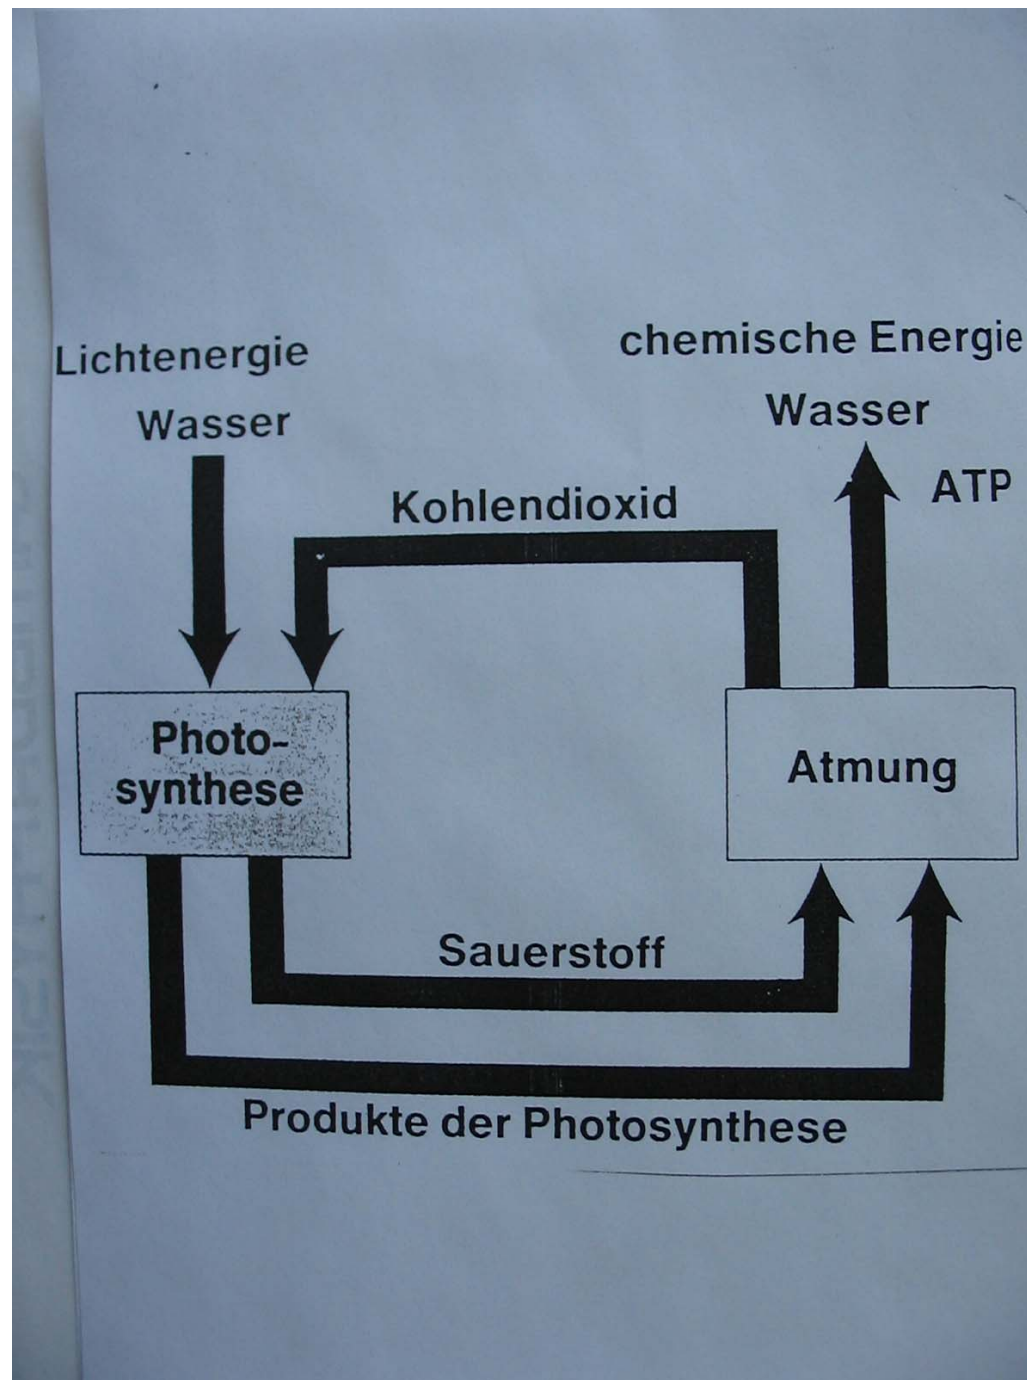 Lichtenergie
Wasser
chemische Energie
Wasser
ATP
Kohlendioxid
Photo-
synthese
Atmung
Sauerstoff
Produkte der Photosynthese